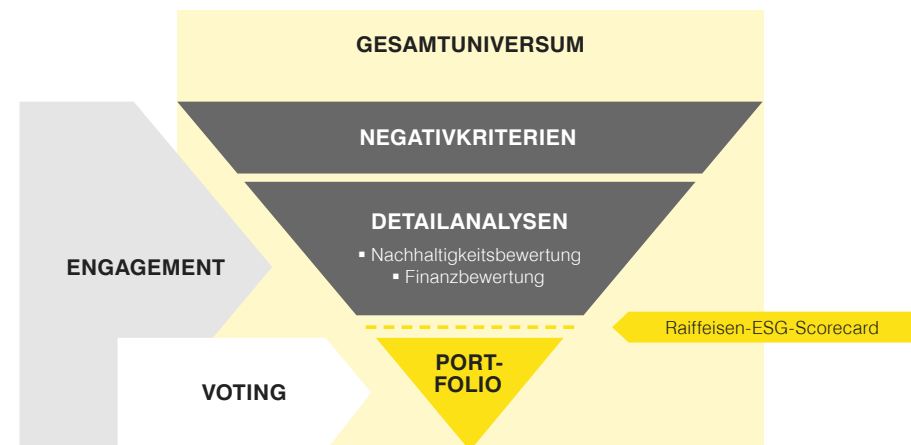 GESAMTUNIVERSUM
NEGATIVKRITERIEN
DETAILANALYSEN
▪ Nachhaltigkeitsbewertung
▪ Finanzbewertung
ENGAGEMENT
Raiffeisen-ESG-Scorecard
PORT-
FOLIO
VOTING